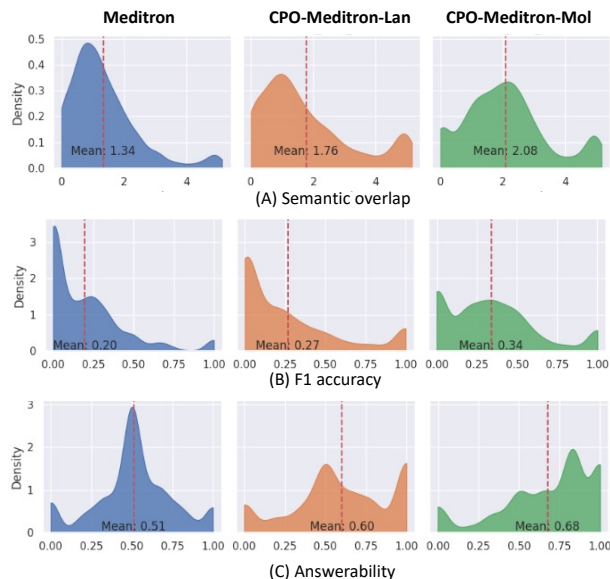 Meditron CPO-Meditron-Lan CPO-Meditron-Mol
Density
0.5
0.4
0.3
0.2
0.1
0.0
Mean: 1.34 Mean: 1.76 Mean: 2.08
0 2 4 0 2 4 0 2 4
(A) Semantic overlap
Density
3
2
1
0
Mean: 0.20 Mean: 0.27 Mean: 0.34
0.00 0.25 0.50 0.75 1.00 0.00 0.25 0.50 0.75 1.00 0.00 0.25 0.50 0.75 1.00
(B) F1 accuracy
Density
3
2
1
0
Mean: 0.51 Mean: 0.60 Mean: 0.68
0.00 0.25 0.50 0.75 1.00 0.00 0.25 0.50 0.75 1.00 0.00 0.25 0.50 0.75 1.00
(C) Answerability